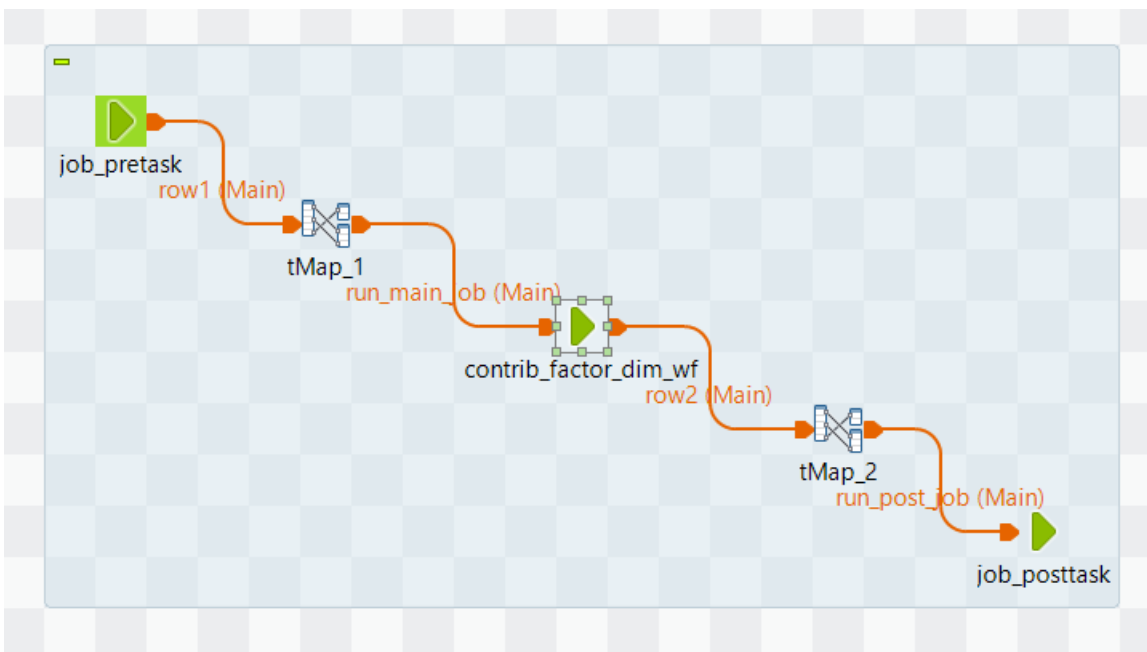 job_pretask
row1 (Main)
tMap_1
run_main_job (Main)
contrib_factor_dim_wf
row2 (Main)
tMap_2
run_post_job (Main)
job_posttask